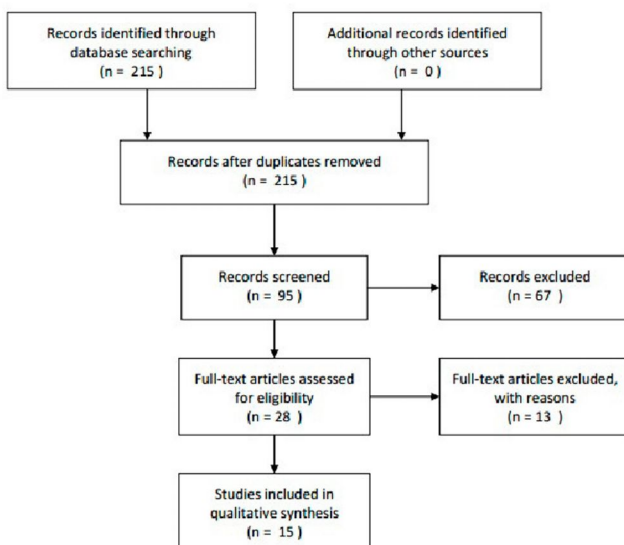 Records identified through
database searching
(n = 215 )
Additional records identified
through other sources
(n = 0 )
Records after duplicates removed
(n = 215 )
Records screened
(n = 95 )
Records excluded
(n = 67 )
Full-text articles assessed
for eligibility
(n = 28 )
Full-text articles excluded,
with reasons
(n = 13 )
Studies included in
qualitative synthesis
(n = 15 )